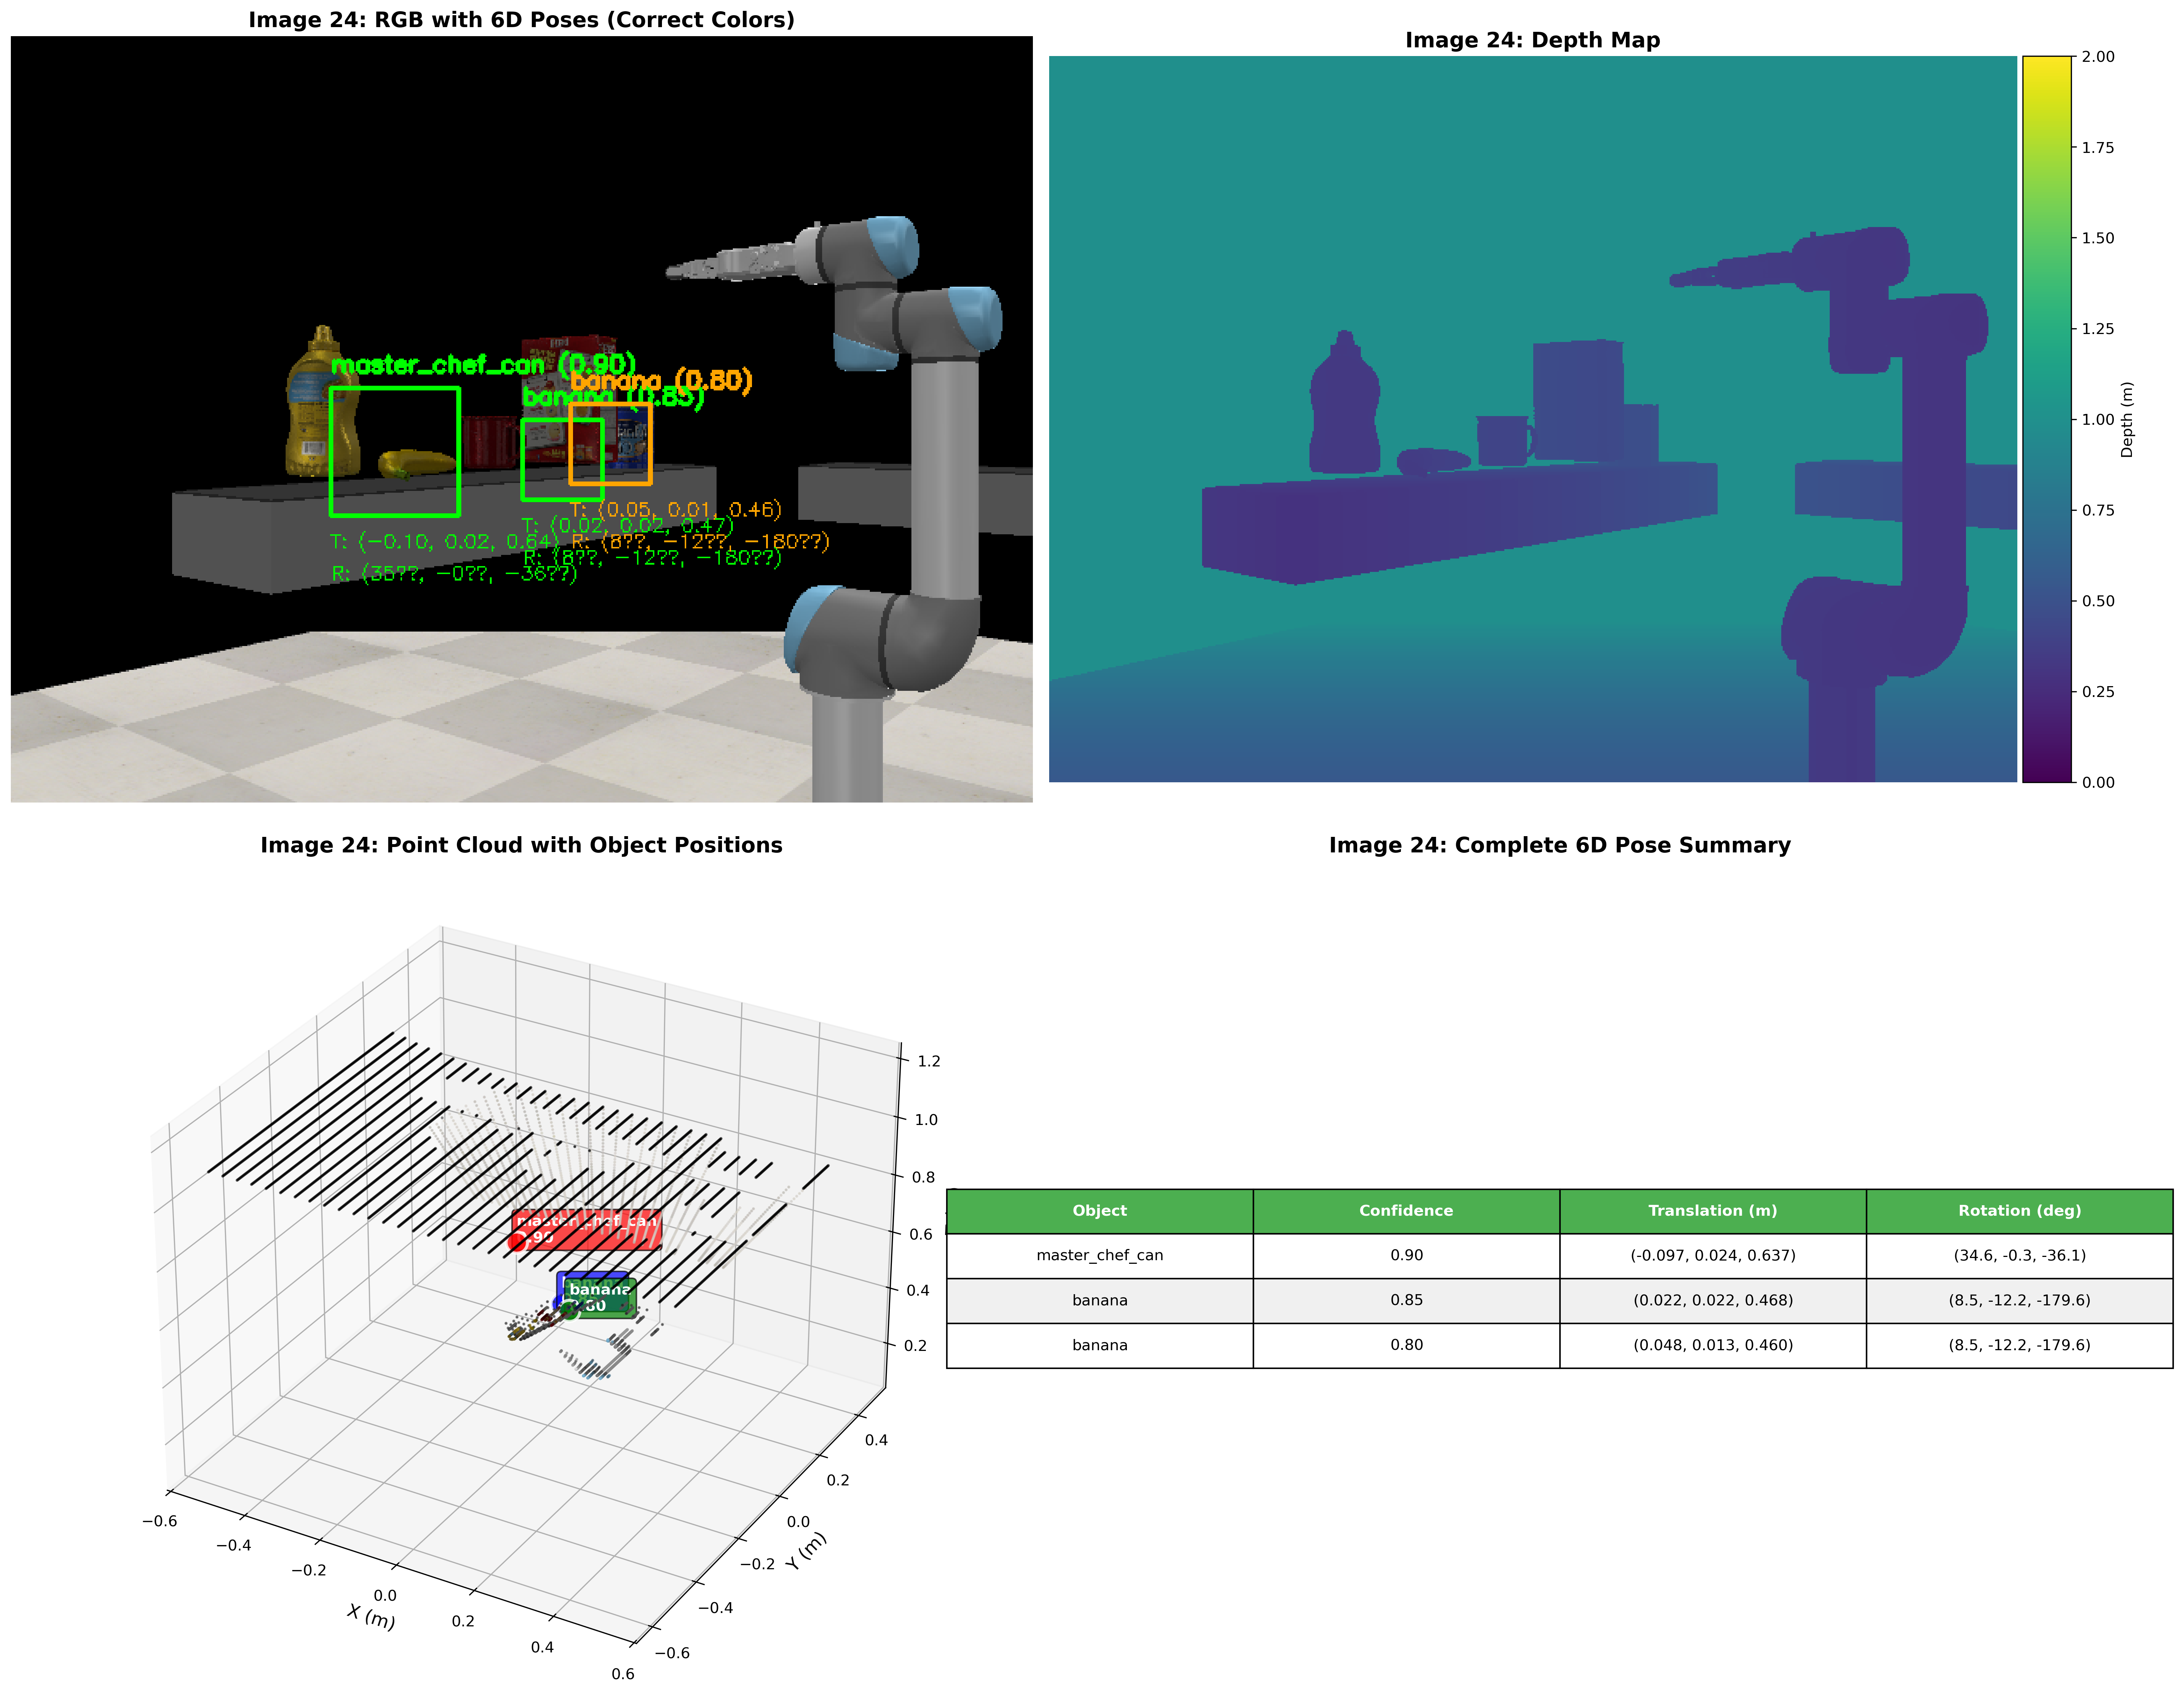 Image 24: RGB with 6D Poses (Correct Colors)
master_chef_can (0.90)
banana (0.80)
banana (0.85)
T: (0.05, 0.01, 0.46)
T: (0.02, 0.02, 0.47)
T: (−0.10, 0.02, 0.64)
R: (8??, −12??, −180??)
R: (8??, −12??, −180??)
R: (35??, −0??, −36??)
Image 24: Depth Map
2.00
1.75
1.50
1.25
1.00
0.75
0.50
0.25
0.00
Depth (m)
Image 24: Point Cloud with Object Positions
master_chef_can
0.90
banana
0.80
1.2
1.0
0.8
0.6
0.4
0.2
0.4
0.2
0.0
−0.2
−0.4
−0.6
Y (m)
−0.6
−0.4
−0.2
0.0
0.2
0.4
0.6
X (m)
Image 24: Complete 6D Pose Summary
Object Confidence Translation (m) Rotation (deg)
master_chef_can 0.90 (-0.097, 0.024, 0.637) (34.6, -0.3, -36.1)
banana 0.85 (0.022, 0.022, 0.468) (8.5, -12.2, -179.6)
banana 0.80 (0.048, 0.013, 0.460) (8.5, -12.2, -179.6)